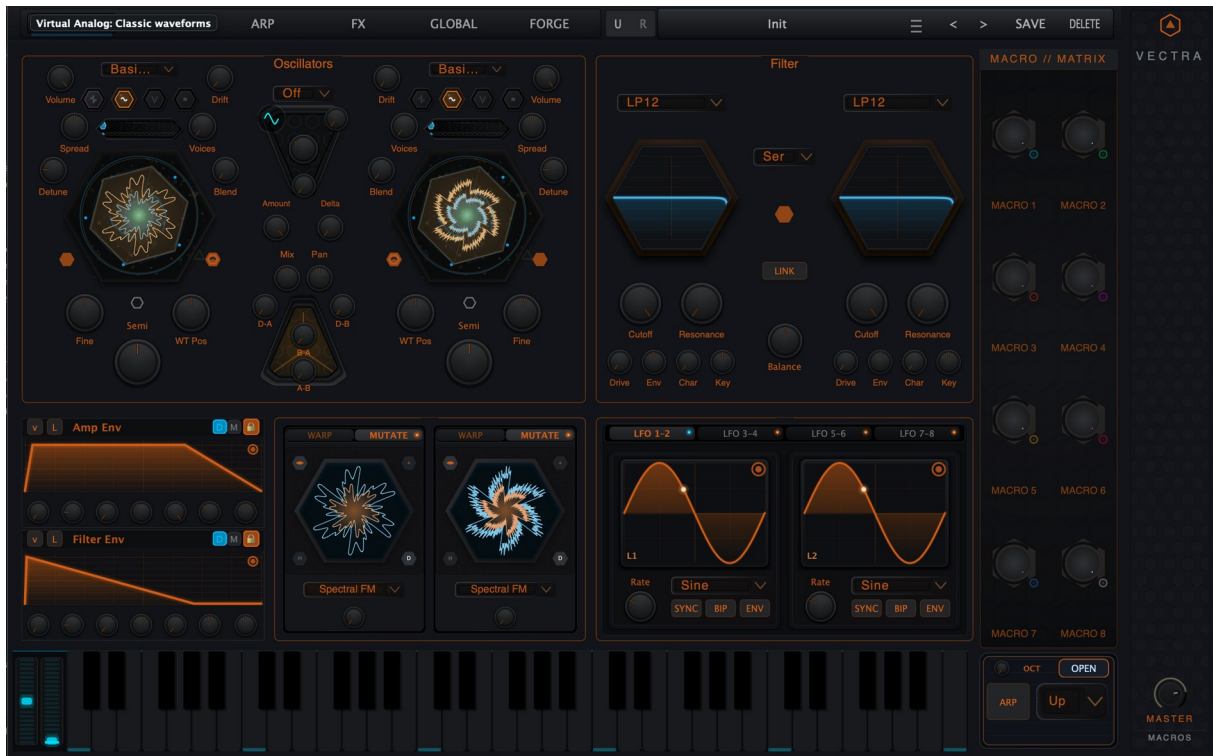 Virtual Analog: Classic waveforms ARP FX GLOBAL FORGE U R Init < > SAVE DELETE
VECTRA
Oscillators
Basi...
Off
Basi...
Volume Drift Drift Volume
Spread Voices Voices Spread
Detune Blend Blend Detune
Amount Delta
Mix Pan
D-A D-B
Semi Semi
Fine WT Pos WT Pos Fine
B-A
A-B
Filter
LP12 LP12
Ser
LINK
Cutoff Resonance Cutoff Resonance
Balance
Drive Env Char Key Drive Env Char Key
MACRO // MATRIX
MACRO 1 MACRO 2
MACRO 3 MACRO 4
MACRO 5 MACRO 6
MACRO 7 MACRO 8
v L Amp Env D M
v L Filter Env D M
WARP MUTATE WARP MUTATE
H D H D
Spectral FM Spectral FM
LFO 1-2 LFO 3-4 LFO 5-6 LFO 7-8
L1 L2
Rate Sine Rate Sine
SYNC BIP ENV SYNC BIP ENV
OCT OPEN
ARP Up
MASTER
MACROS